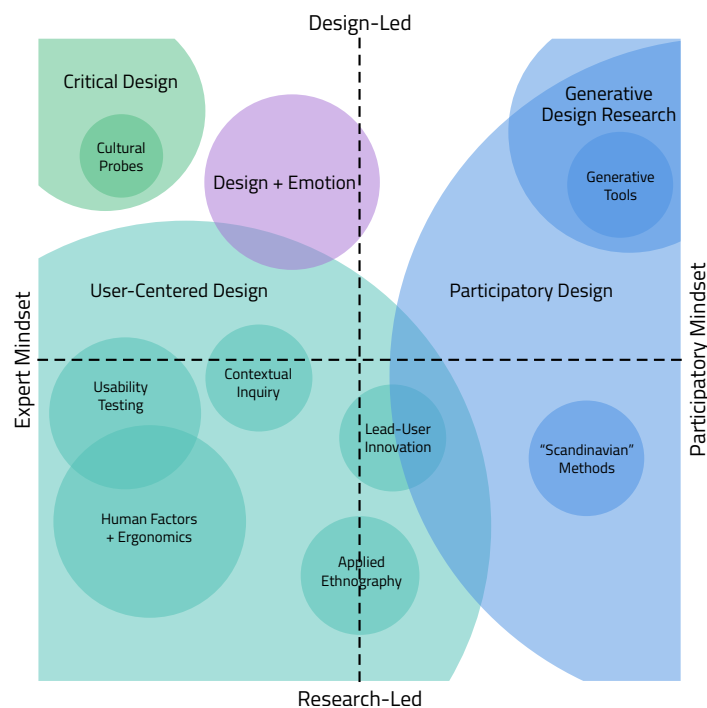 Design-Led
Critical Design
Cultural
Probes
Design + Emotion
Generative
Design Research
Generative
Tools
User-Centered Design
Participatory Design
Expert Mindset
Participatory Mindset
Usability
Testing
Contextual
Inquiry
Lead-User
Innovation
“Scandinavian”
Methods
Human Factors
+ Ergonomics
Applied
Ethnography
Research-Led